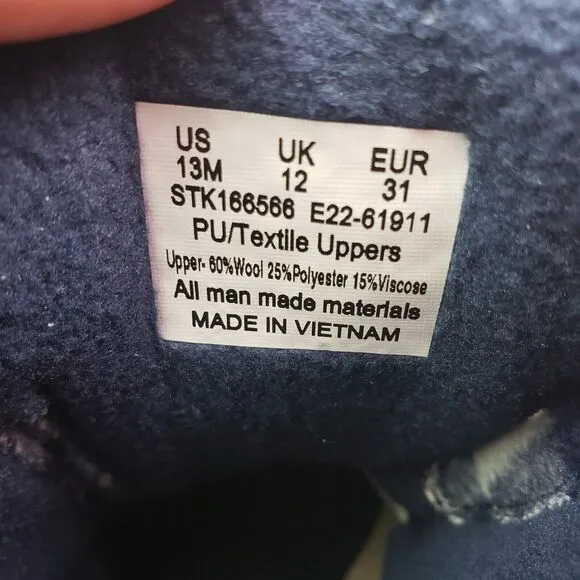 US UK EUR
13M 12 31
STK166566 E22-61911
PU/Textile Uppers
Upper- 60%Wool 25%Polyester 15%Viscose
All man made materials
MADE IN VIETNAM